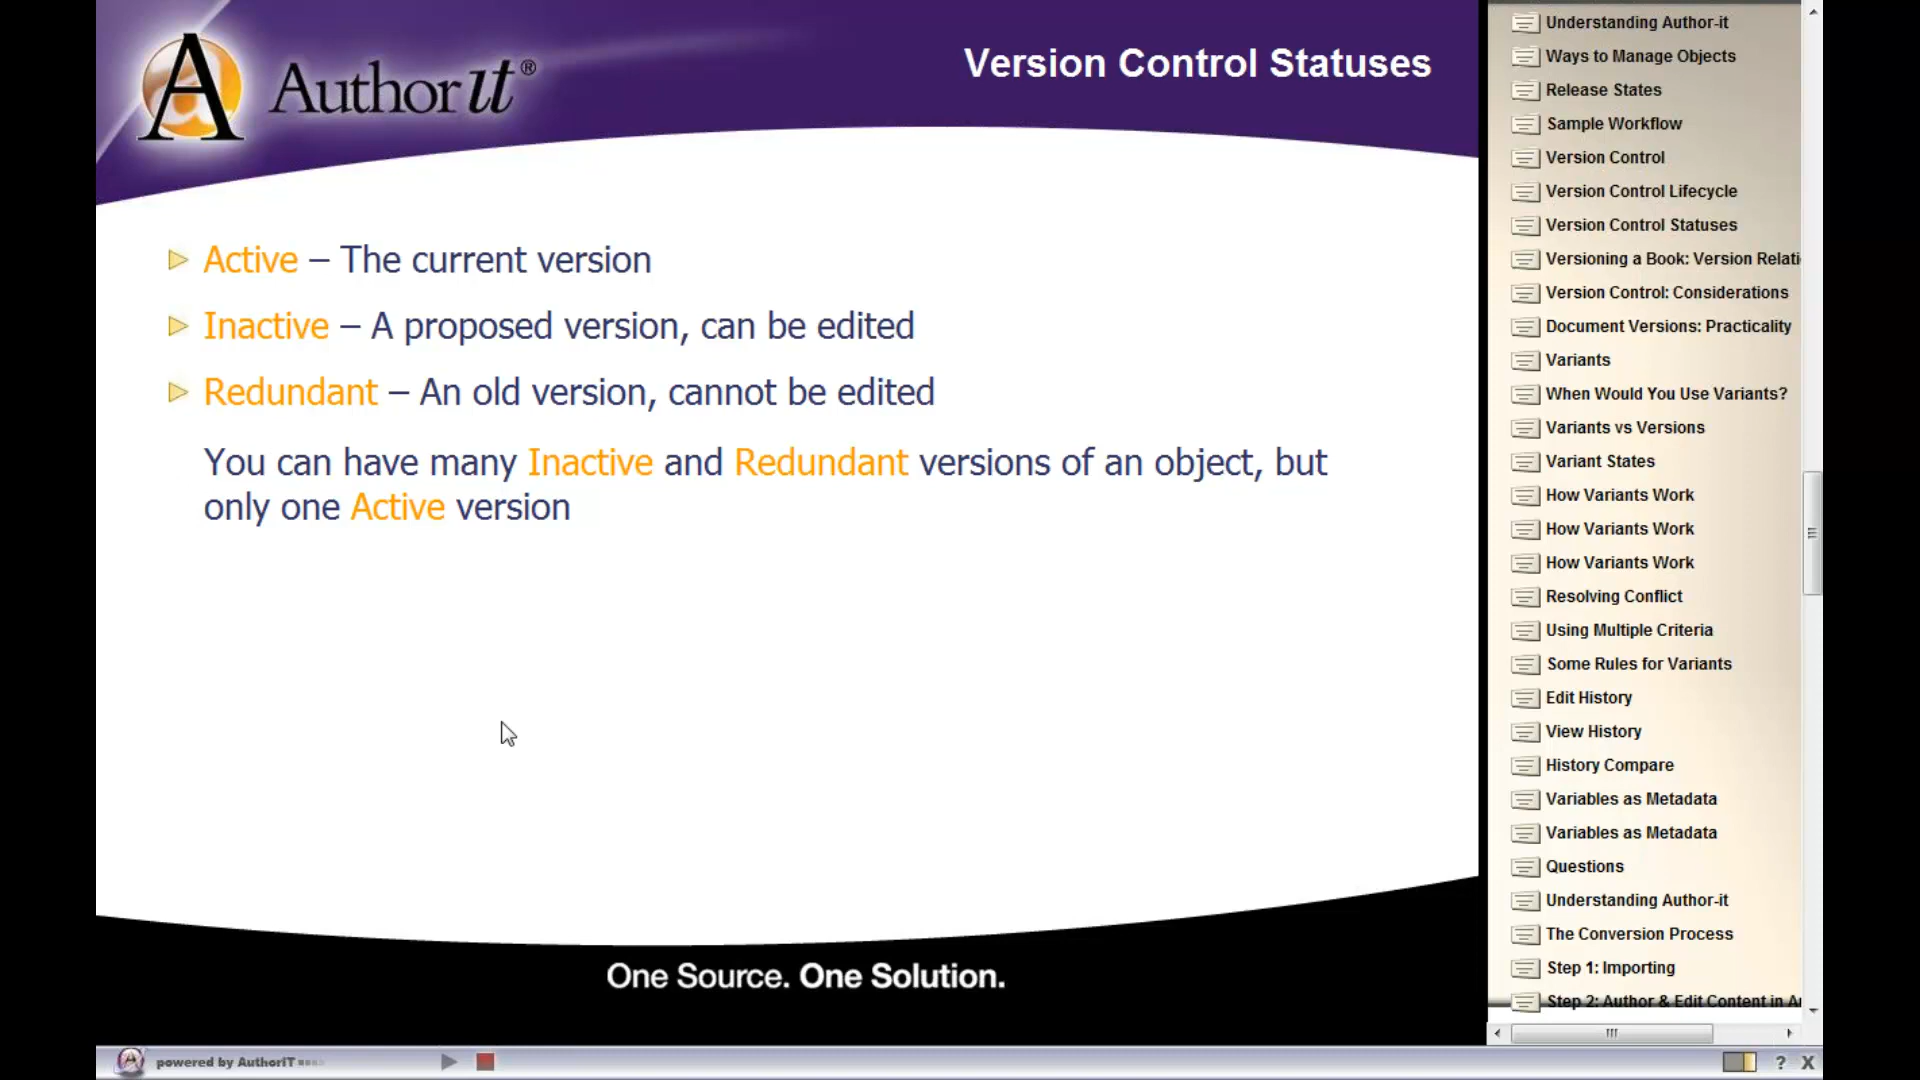 A
Authorit®
Version Control Statuses
Active – The current version
Inactive – A proposed version, can be edited
Redundant – An old version, cannot be edited
You can have many Inactive and Redundant versions of an object, but
only one Active version
One Source. One Solution.
Understanding Author-it
Ways to Manage Objects
Release States
Sample Workflow
Version Control
Version Control Lifecycle
Version Control Statuses
Versioning a Book: Version Relati
Version Control: Considerations
Document Versions: Practicality
Variants
When Would You Use Variants?
Variants vs Versions
Variant States
How Variants Work
How Variants Work
How Variants Work
Resolving Conflict
Using Multiple Criteria
Some Rules for Variants
Edit History
View History
History Compare
Variables as Metadata
Variables as Metadata
Questions
Understanding Author-it
The Conversion Process
Step 1: Importing
Step 2: Author & Edit Content in A
powered by AuthorIT
? X